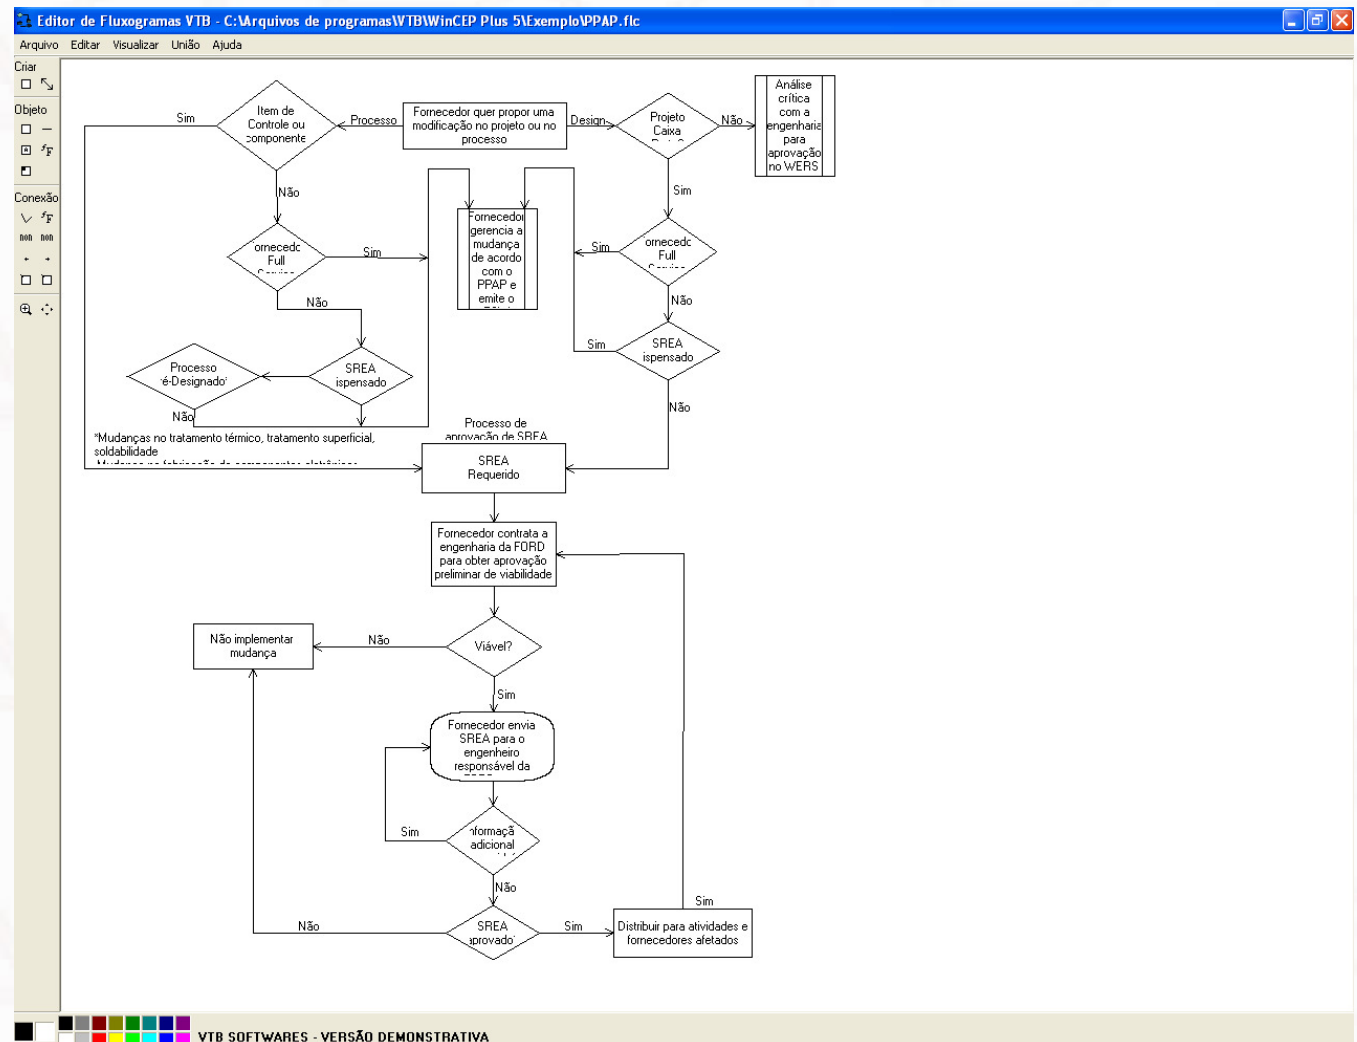 Editor de Fluxogramas VTB - C:\Arquivos de programas\VTB\WinCEP Plus 5\Exemplo\PPAP.flc
Arquivo Editar Visualizar União Ajuda
Criar
Objeto
Conexão
Sim
Item de
Controle ou
componente
Processo
Fornecedor quer propor uma
modificação no projeto ou no
processo
Design
Projeto
Caixa
Não
Análise
crítica
com a
engenharia
para
aprovação
no WERS
Não
Sim
Full
Sim
Fornecedor
gerencia a
mudança
de acordo
com o
PPAP e
emite o
Sim
Full
Não
Não
Processo
SREA
Sim
SREA
Não
Não
*Mudanças no tratamento térmico, tratamento superficial,
soldabilidade
Processo de
aprovação de SREA
SREA
Requerido
Fornecedor contrata a
engenharia da FORD
para obter aprovação
preliminar de viabilidade
Não implementar
mudança
Não
Viável?
Sim
Fornecedor envia
SREA para o
engenheiro
responsável da
Sim
adicional
Não
Não
SREA
Sim
Sim
Distribuir para atividades e
fornecedores afetados
VTB SOFTWARES - VERSÃO DEMONSTRATIVA